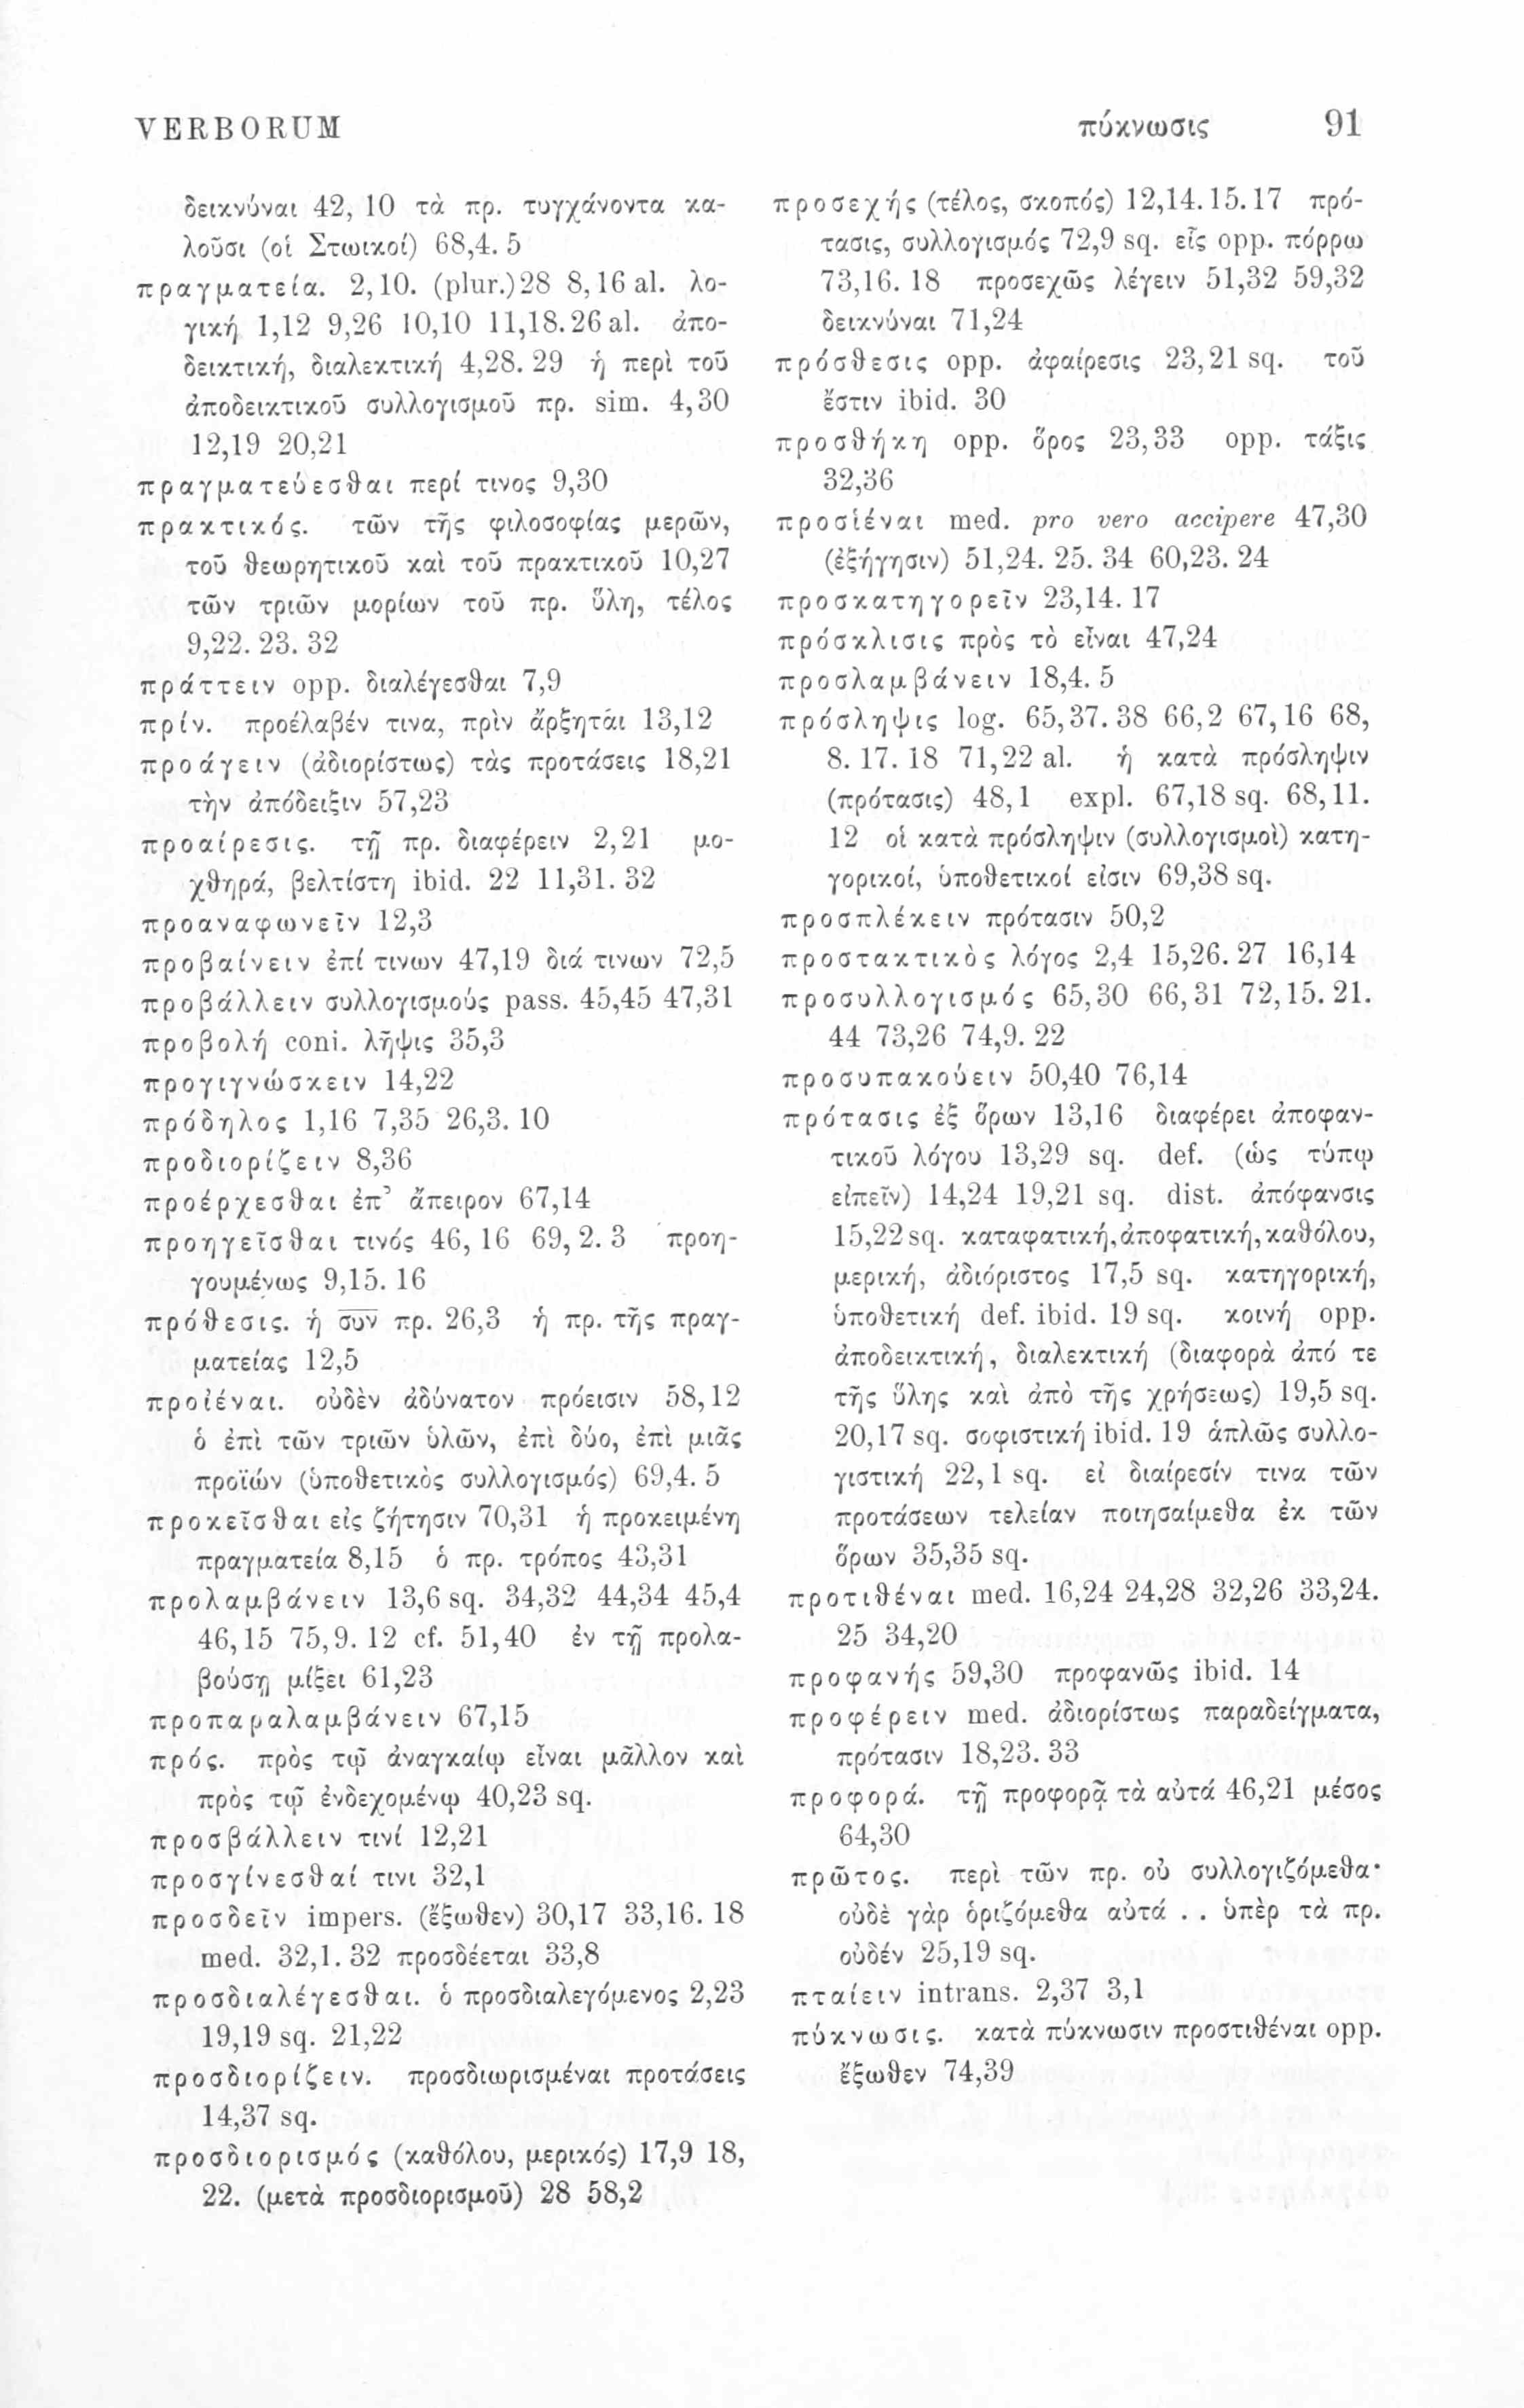 VERBORUM πύκνωσις 91
δεικνύναι 42, 10 τὰ πρ. τυγχάνοντα κα-
λοῦσι (οἱ Στωικοί) 68,4. 5
πραγματεία. 2,10. (plur.) 28 8,16 al. λο-
γική 1,12 9,26 10,10 11,18. 26 al. ἀπο-
δεικτική, διαλεκτική 4,28. 29 ἡ περὶ τοῦ
ἀποδεικτικοῦ συλλογισμοῦ πρ. sim. 4,30
12,19 20,21
πραγματεύεσθαι περί τινος 9,30
πρακτικός. τῶν τῆς φιλοσοφίας μερῶν,
τοῦ θεωρητικοῦ καὶ τοῦ πρακτικοῦ 10,27
τῶν τριῶν μορίων τοῦ πρ. ὕλη, τέλος
9,22. 23. 32
πράττειν opp. διαλέγεσθαι 7,9
πρίν. προέλαβέν τινα, πρὶν ἄρξηται 13,12
προάγειν (ἀδιορίστως) τὰς προτάσεις 18,21
τὴν ἀπόδειξιν 57,23
προαίρεσις. τῇ πρ. διαφέρειν 2,21 μο-
χθηρά, βελτίστη ibid. 22 11,31. 32
προαναφωνεῖν 12,3
προβαίνειν ἐπί τινων 47,19 διά τινων 72,5
προβάλλειν συλλογισμούς pass. 45,45 47,31
προβολή coni. λῆψις 35,3
προγιγνώσκειν 14,22
πρόδηλος 1,16 7,35 26,3. 10
προδιορίζειν 8,36
προέρχεσθαι ἐπ’ ἄπειρον 67,14
προηγεῖσθαι τινός 46, 16 69, 2. 3 προη-
γουμένως 9,15. 16
πρόθεσις. ἡ σὺν πρ. 26,3 ἡ πρ. τῆς πραγ-
ματείας 12,5
προϊέναι. οὐδὲν ἀδύνατον πρόεισιν 58,12
ὁ ἐπὶ τῶν τριῶν ὑλῶν, ἐπὶ δύο, ἐπὶ μιᾶς
προϊών (ὑποθετικὸς συλλογισμός) 69,4. 5
προκεῖσθαι εἰς ζήτησιν 70,31 ἡ προκειμένη
πραγματεία 8,15 ὁ πρ. τρόπος 43,31
προλαμβάνειν 13,6 sq. 34,32 44,34 45,4
46,15 75,9. 12 cf. 51,40 ἐν τῇ προλα-
βούσῃ μίξει 61,23
προπαραλαμβάνειν 67,15
πρός. πρὸς τῷ ἀναγκαίῳ εἶναι μᾶλλον καὶ
πρὸς τῷ ἐνδεχομένῳ 40,23 sq.
προσβάλλειν τινί 12,21
προσγίνεσθαί τινι 32,1
προσδεῖν impers. (ἔξωθεν) 30,17 33,16. 18
med. 32,1. 32 προσδέεται 33,8
προσδιαλέγεσθαι. ὁ προσδιαλεγόμενος 2,23
19,19 sq. 21,22
προσδιορίζειν. προσδιωρισμέναι προτάσεις
14,37 sq.
προσδιορισμός (καθόλου, μερικός) 17,9 18,
22. (μετὰ προσδιορισμοῦ) 28 58,2
προσεχής (τέλος, σκοπός) 12,14. 15. 17 πρό-
τασις, συλλογισμός 72,9 sq. εἷς opp. πόρρω
73,16. 18 προσεχῶς λέγειν 51,32 59,32
δεικνύναι 71,24
πρόσθεσις opp. ἀφαίρεσις 23,21 sq. τοῦ
ἔστιν ibid. 30
προσθήκη opp. ὅρος 23,33 opp. τάξις
32,36
προσίεναι med. pro vero accipere 47,30
(ἐξήγησιν) 51,24. 25. 34 60,23. 24
προσκατηγορεῖν 23,14. 17
πρόσκλισις πρὸς τὸ εἶναι 47,24
προσλαμβάνειν 18,4. 5
πρόσληψις log. 65,37. 38 66,2 67,16 68,
8. 17. 18 71,22 al. ἡ κατὰ πρόσληψιν
(πρότασις) 48,1 expl. 67,18 sq. 68,11.
12 οἱ κατὰ πρόσληψιν (συλλογισμοὶ) κατη-
γορικοί, ὑποθετικοί εἰσιν 69,38 sq.
προσπλέκειν πρότασιν 50,2
προστακτικὸς λόγος 2,4 15,26. 27 16,14
προσυλλογισμός 65,30 66,31 72,15. 21.
44 73,26 74,9. 22
προσυπακούειν 50,40 76,14
πρότασις ἐξ ὅρων 13,16 διαφέρει ἀποφαν-
τικοῦ λόγου 13,29 sq. def. (ὡς τύπῳ
εἰπεῖν) 14,24 19,21 sq. dist. ἀπόφανσις
15,22 sq. καταφατική, ἀποφατική, καθόλου,
μερική, ἀδιόριστος 17,5 sq. κατηγορική,
ὑποθετική def. ibid. 19 sq. κοινή opp.
ἀποδεικτική, διαλεκτική (διαφορὰ ἀπό τε
τῆς ὕλης καὶ ἀπὸ τῆς χρήσεως) 19,5 sq.
20,17 sq. σοφιστική ibid. 19 ἁπλῶς συλλο-
γιστική 22,1 sq. εἰ διαίρεσίν τινα τῶν
προτάσεων τελείαν ποιησαίμεθα ἐκ τῶν
ὅρων 35,35 sq.
προτιθέναι med. 16,24 24,28 32,26 33,24.
25 34,20
προφανής 59,30 προφανῶς ibid. 14
προφέρειν med. ἀδιορίστως παραδείγματα,
πρότασιν 18,23. 33
προφορά. τῇ προφορᾷ τὰ αὐτά 46,21 μέσος
64,30
πρῶτος. περὶ τῶν πρ. οὐ συλλογιζόμεθα·
οὐδὲ γὰρ ὁριζόμεθα αὐτά . . ὑπὲρ τὰ πρ.
οὐδέν 25,19 sq.
πταίειν intrans. 2,37 3,1
πύκνωσις. κατὰ πύκνωσιν προστιθέναι opp.
ἔξωθεν 74,39